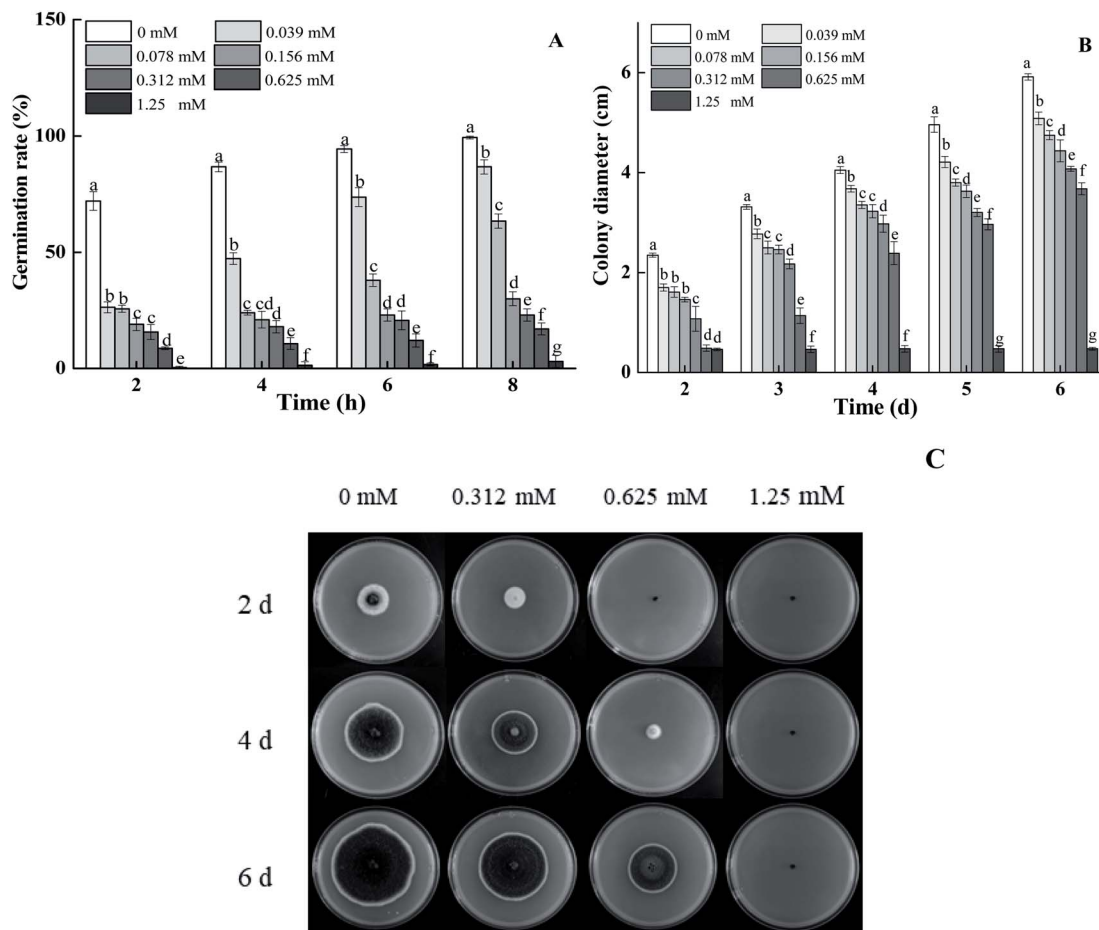 A
Germination rate (%)
150
100
50
0
0 mM
0.039 mM
0.078 mM
0.156 mM
0.312 mM
0.625 mM
1.25 mM
a
b b
c c
d
e
a
b
c cd d
e
f
a
b
c
d d
e
f
a
b
c
d
e
f
g
2 4 6 8
Time (h)
B
Colony diameter (cm)
6
4
2
0
0 mM
0.039 mM
0.078 mM
0.156 mM
0.312 mM
0.625 mM
1.25 mM
a
b b b
c
d d
a
b
c c
d
e
f
a
b
c c
d
e
f
a
b
c d
e
f
g
a
b
c
d
e
f
g
2 3 4 5 6
Time (d)
C
0 mM 0.312 mM 0.625 mM 1.25 mM
2 d
4 d
6 d